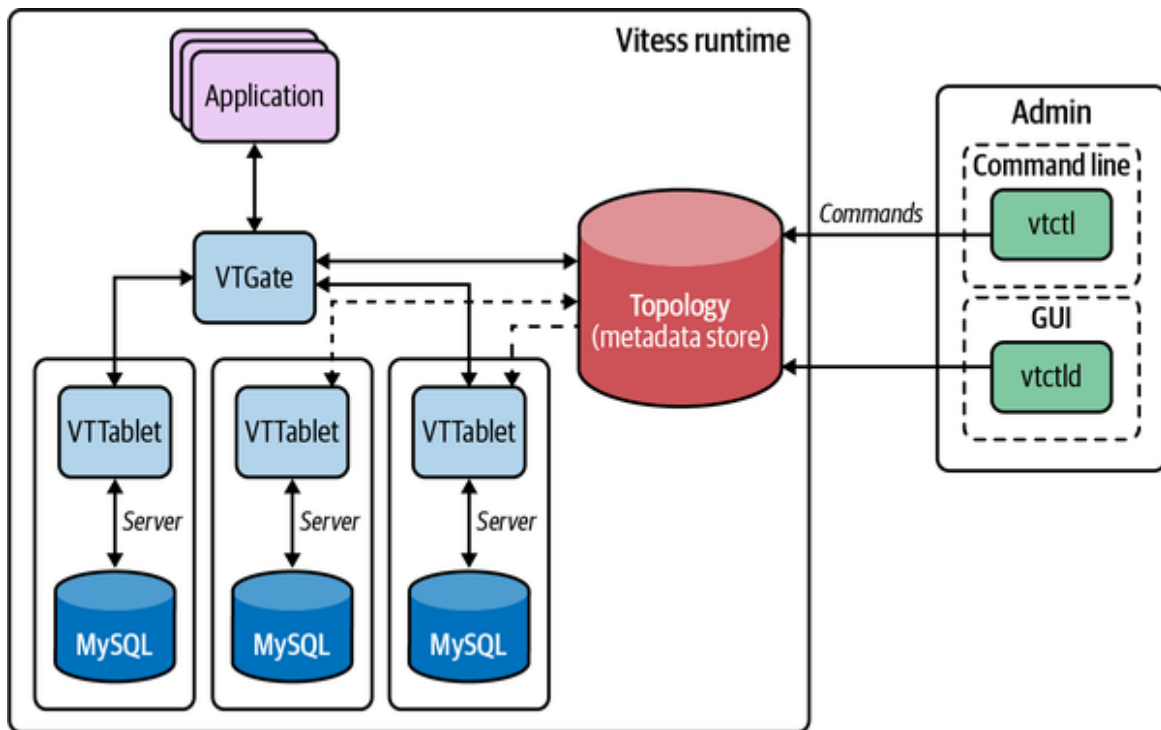 Vitess runtime
Application
Admin
Command line
vtctl
Commands
VTGate
Topology
(metadata store)
GUI
vtctld
VTTablet
VTTablet
VTTablet
Server
Server
Server
MySQL
MySQL
MySQL